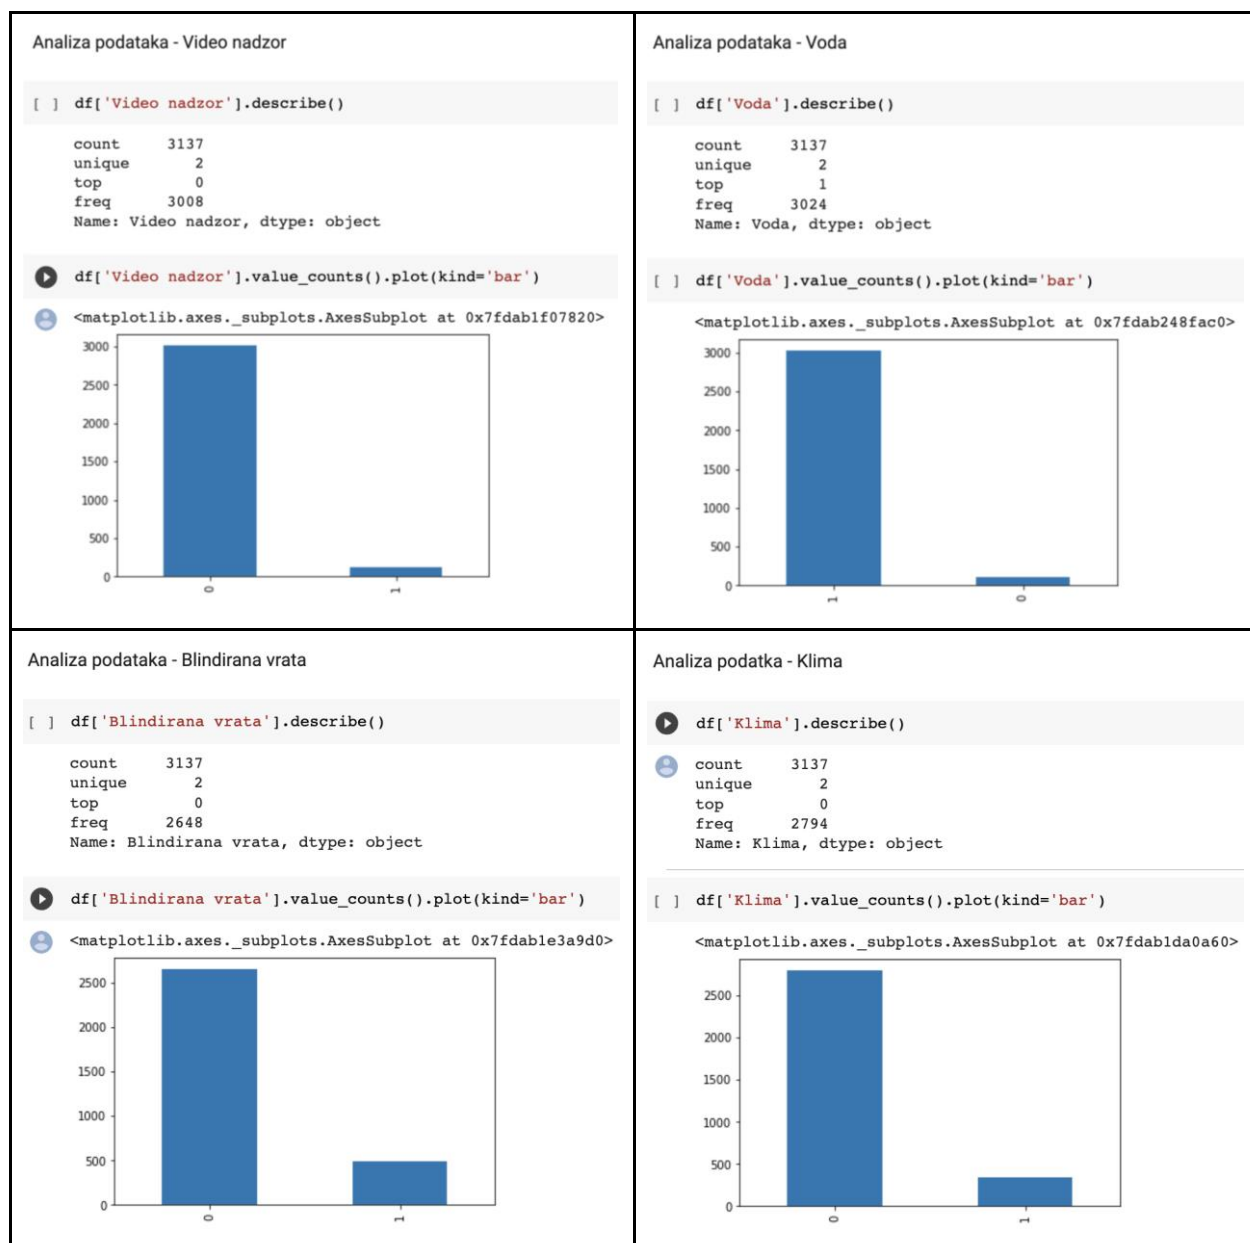 Analiza podataka - Video nadzor
[ ] df['Video nadzor'].describe()
count 3137
unique 2
top 0
freq 3008
Name: Video nadzor, dtype: object
df['Video nadzor'].value_counts().plot(kind='bar')
<matplotlib.axes._subplots.AxesSubplot at 0x7fdab1f07820>
3000
2500
2000
1500
1000
500
0
0 1
Analiza podataka - Voda
[ ] df['Voda'].describe()
count 3137
unique 2
top 1
freq 3024
Name: Voda, dtype: object
[ ] df['Voda'].value_counts().plot(kind='bar')
<matplotlib.axes._subplots.AxesSubplot at 0x7fdab248fac0>
3000
2500
2000
1500
1000
500
0
1 0
Analiza podataka - Blindirana vrata
[ ] df['Blindirana vrata'].describe()
count 3137
unique 2
top 0
freq 2648
Name: Blindirana vrata, dtype: object
df['Blindirana vrata'].value_counts().plot(kind='bar')
<matplotlib.axes._subplots.AxesSubplot at 0x7fdab1e3a9d0>
2500
2000
1500
1000
500
0
0 1
Analiza podatka - Klima
df['Klima'].describe()
count 3137
unique 2
top 0
freq 2794
Name: Klima, dtype: object
[ ] df['Klima'].value_counts().plot(kind='bar')
<matplotlib.axes._subplots.AxesSubplot at 0x7fdab1da0a60>
2500
2000
1500
1000
500
0
0 1